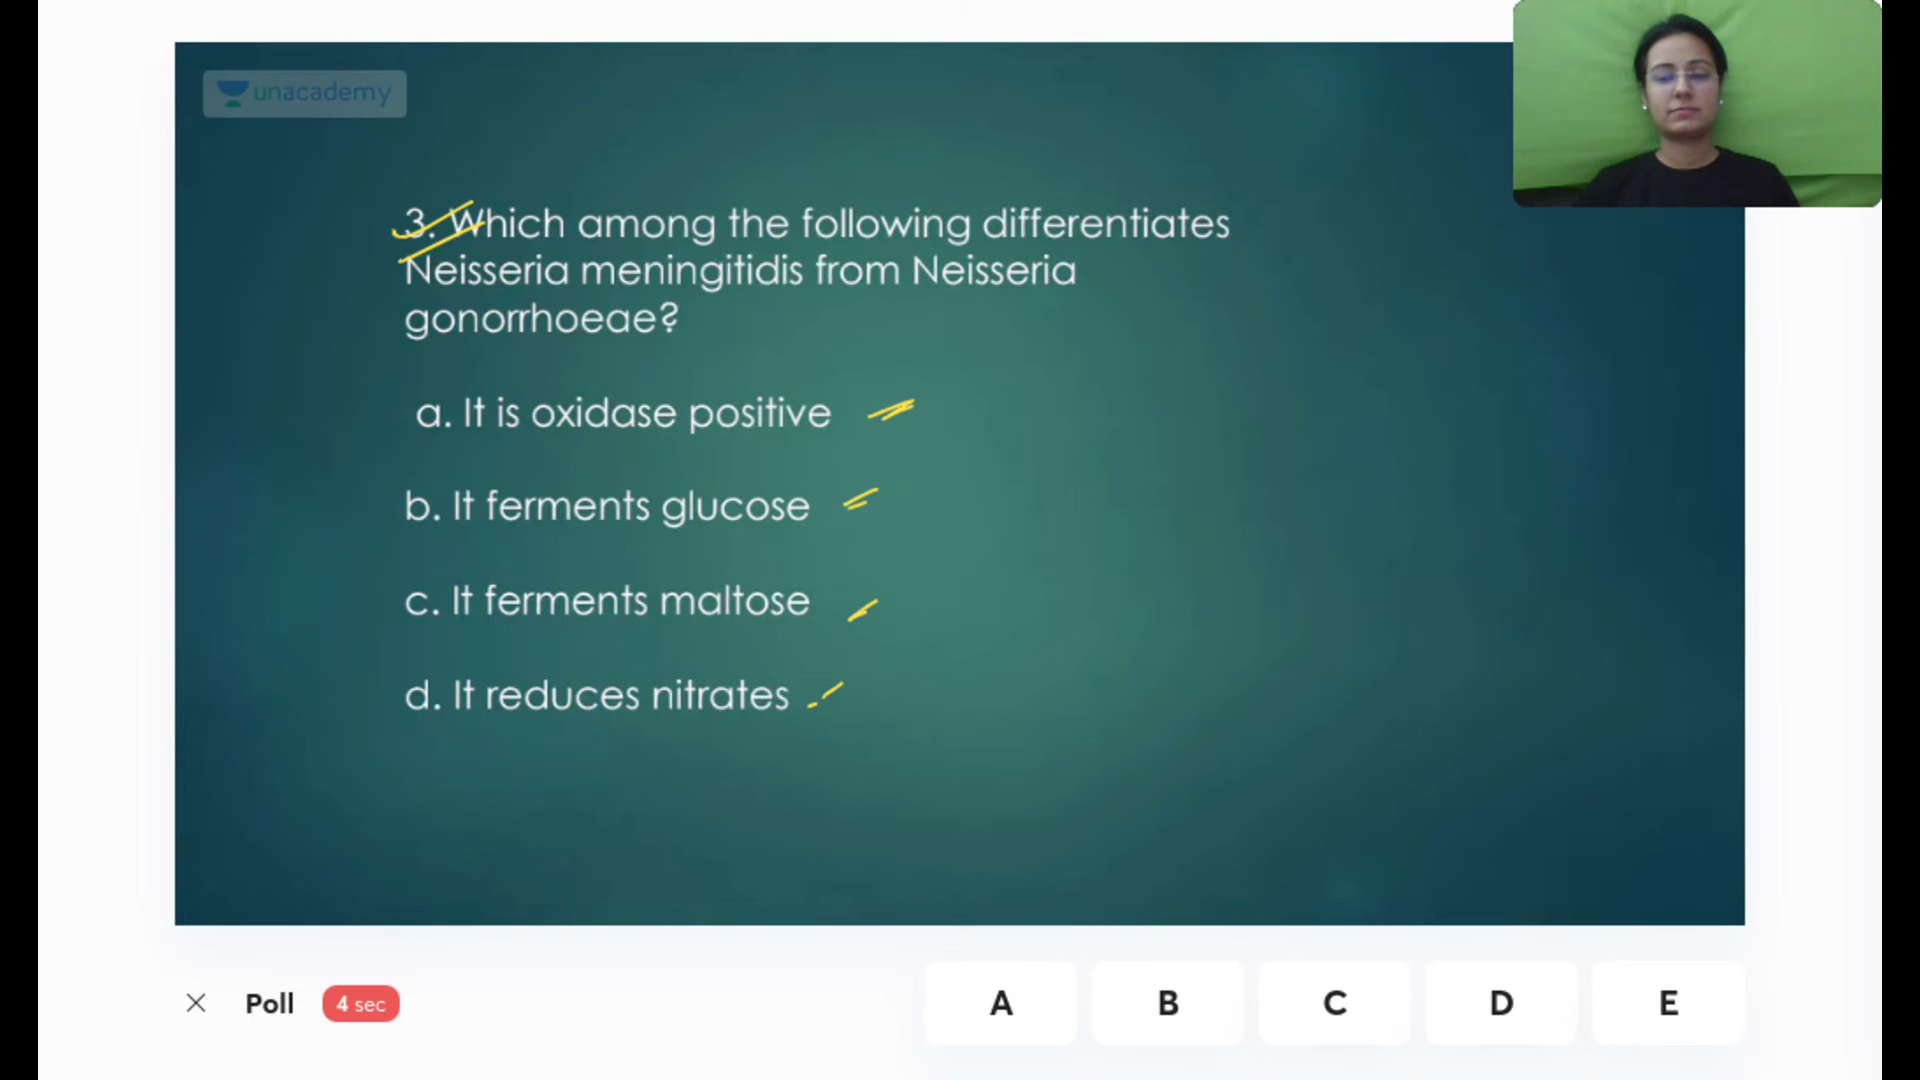 unacademy
3. Which among the following differentiates
Neisseria meningitidis from Neisseria
gonorrhoeae?
a. It is oxidase positive
b. It ferments glucose
c. It ferments maltose
d. It reduces nitrates
Poll 4 sec A B C D E